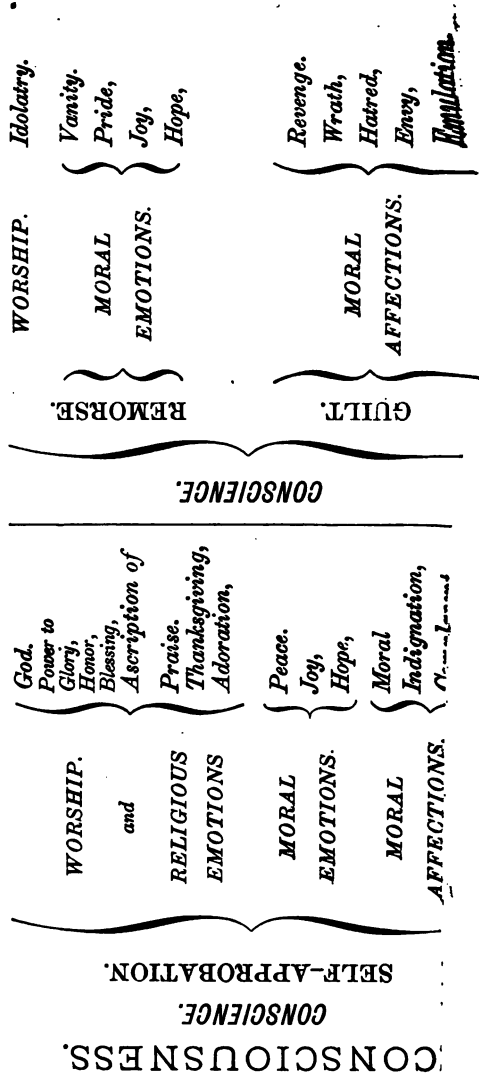 CONSCIOUSNESS.
CONSCIENCE.
SELF-APPROBATION.
WORSHIP.
and
RELIGIOUS
EMOTIONS
God.
Power to
Glory,
Honor,
Blessing,
Ascription of
Praise.
Thanksgiving,
Adoration,
MORAL
EMOTIONS.
Peace.
Joy,
Hope,
MORAL
AFFECTIONS.
Moral
Indignation,
CONSCIENCE.
REMORSE.
WORSHIP.
Idolatry.
MORAL
EMOTIONS.
Vanity.
Pride,
Joy,
Hope,
GUILT.
MORAL
AFFECTIONS.
Revenge.
Wrath,
Hatred,
Envy,
Emulation